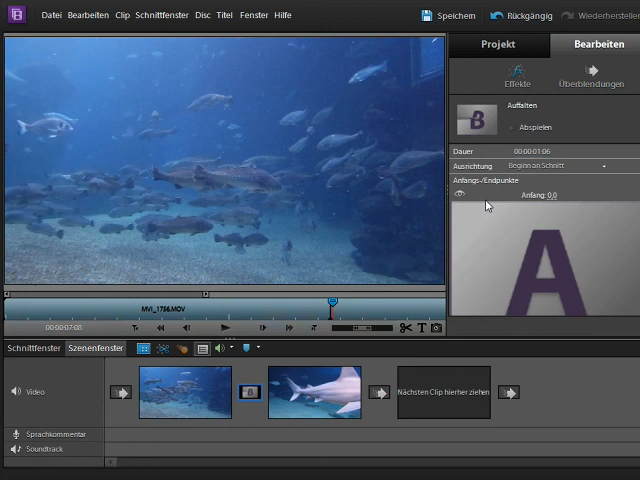 Datei Bearbeiten Clip Schnittfenster Disc Titel Fenster Hilfe
Speichern Rückgängig Wiederherstellen
Projekt Bearbeiten
Effekte Überblendungen
Auffalten
B
Abspielen
Dauer 00:00:01:06
Ausrichtung Beginn an Schnitt
Anfangs-/Endpunkte
Anfang: 0,0
A
MVI_1756.MOV
00:00:07:08
T
Schnittfenster Szenenfenster
Video
Nächsten Clip hierher ziehen
Sprachkommentar
Soundtrack